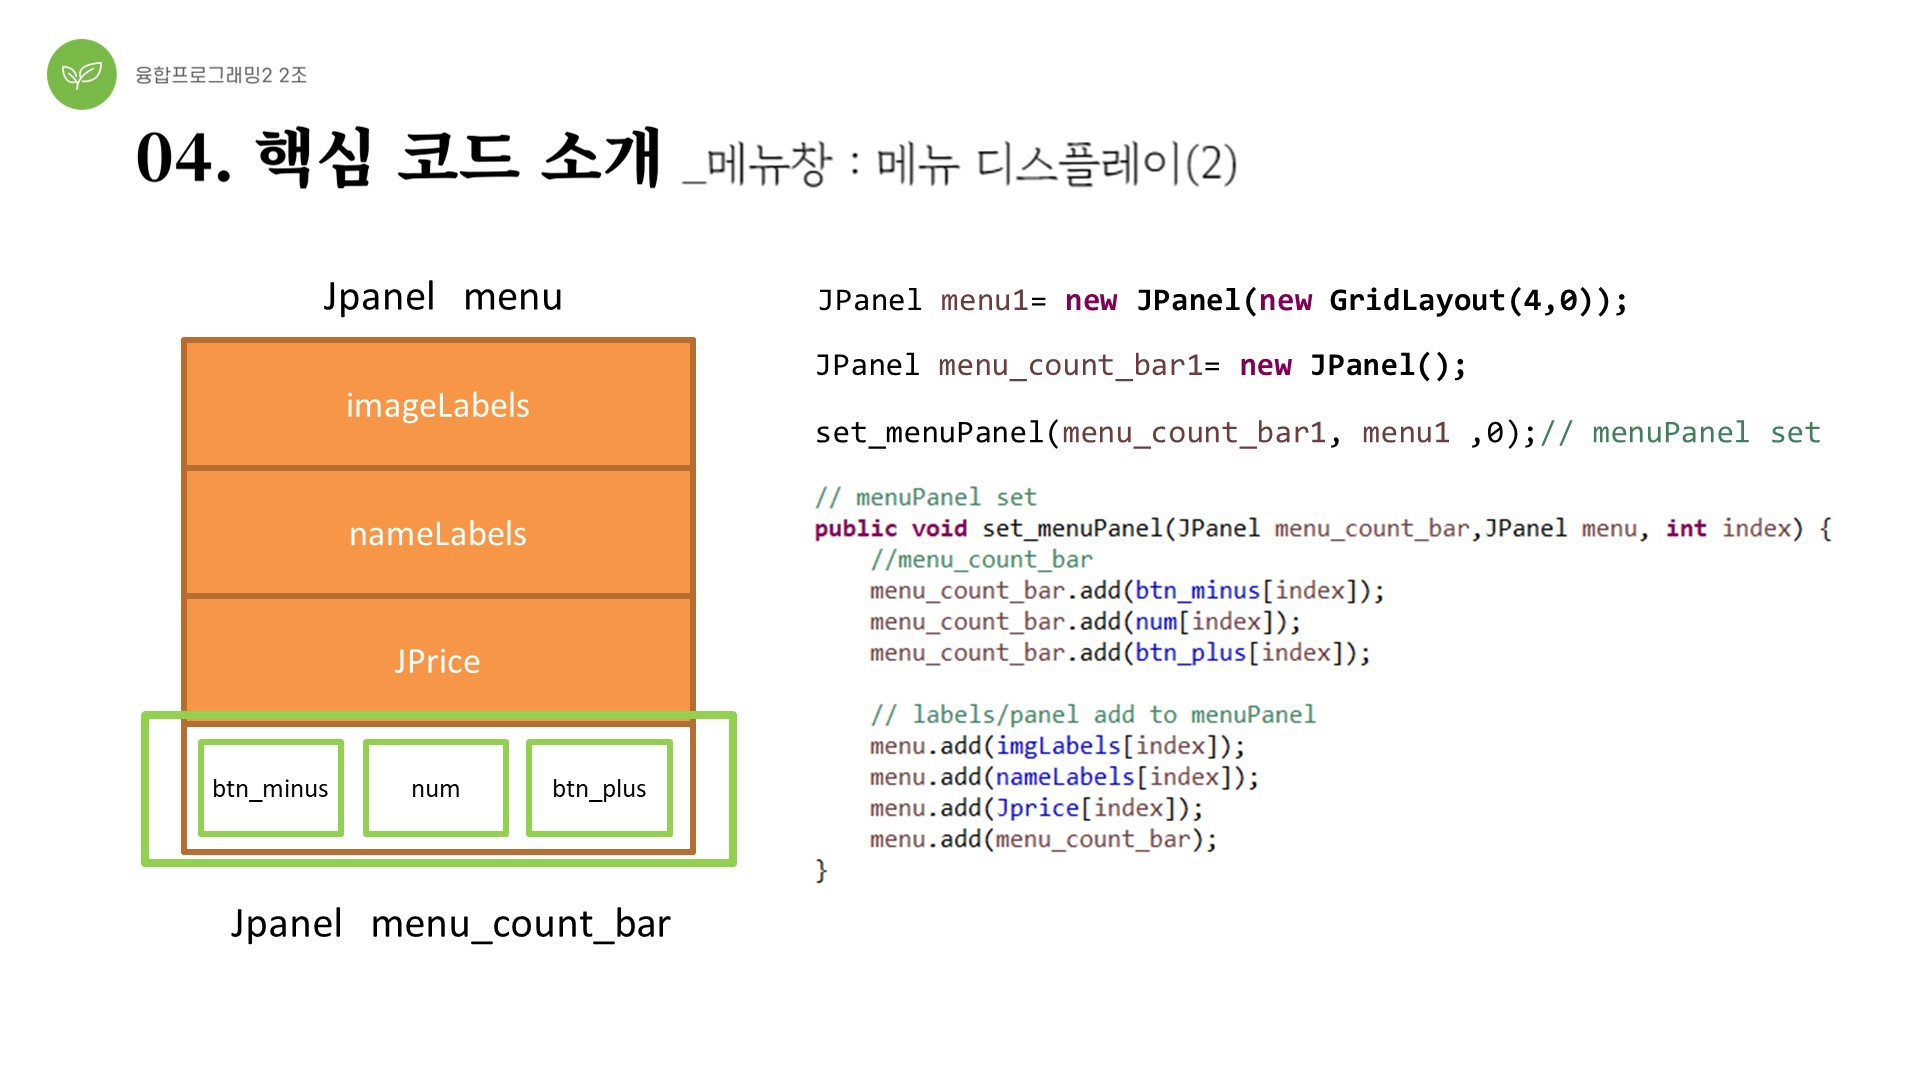 융합프로그래밍2 2조
04. 핵심 코드 소개 _메뉴창 : 메뉴 디스플레이(2)
Jpanel menu
imageLabels
nameLabels
JPrice
btn_minus num btn_plus
Jpanel menu_count_bar
JPanel menu1= new JPanel(new GridLayout(4,0));
JPanel menu_count_bar1= new JPanel();
set_menuPanel(menu_count_bar1, menu1 ,0);// menuPanel set
// menuPanel set
public void set_menuPanel(JPanel menu_count_bar,JPanel menu, int index) {
//menu_count_bar
menu_count_bar.add(btn_minus[index]);
menu_count_bar.add(num[index]);
menu_count_bar.add(btn_plus[index]);
// labels/panel add to menuPanel
menu.add(imgLabels[index]);
menu.add(nameLabels[index]);
menu.add(Jprice[index]);
menu.add(menu_count_bar);
}